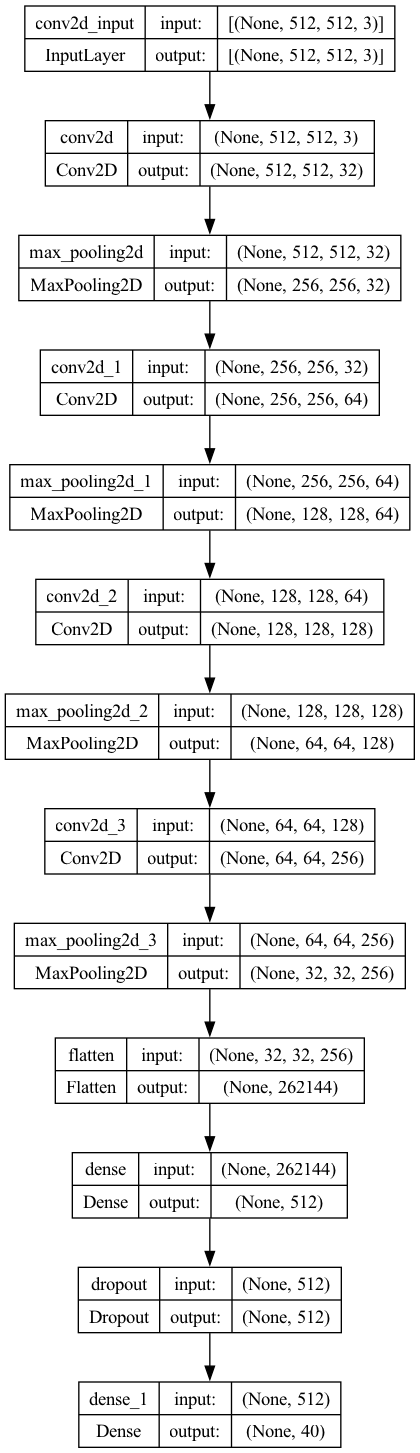 conv2d_input input: [(None, 512, 512, 3)]
InputLayer output: [(None, 512, 512, 3)]
conv2d input: (None, 512, 512, 3)
Conv2D output: (None, 512, 512, 32)
max_pooling2d input: (None, 512, 512, 32)
MaxPooling2D output: (None, 256, 256, 32)
conv2d_1 input: (None, 256, 256, 32)
Conv2D output: (None, 256, 256, 64)
max_pooling2d_1 input: (None, 256, 256, 64)
MaxPooling2D output: (None, 128, 128, 64)
conv2d_2 input: (None, 128, 128, 64)
Conv2D output: (None, 128, 128, 128)
max_pooling2d_2 input: (None, 128, 128, 128)
MaxPooling2D output: (None, 64, 64, 128)
conv2d_3 input: (None, 64, 64, 128)
Conv2D output: (None, 64, 64, 256)
max_pooling2d_3 input: (None, 64, 64, 256)
MaxPooling2D output: (None, 32, 32, 256)
flatten input: (None, 32, 32, 256)
Flatten output: (None, 262144)
dense input: (None, 262144)
Dense output: (None, 512)
dropout input: (None, 512)
Dropout output: (None, 512)
dense_1 input: (None, 512)
Dense output: (None, 40)